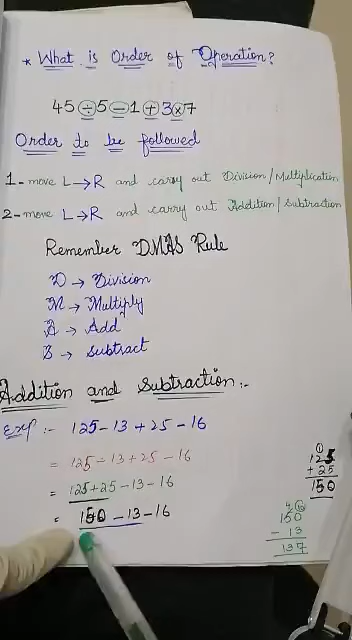 * What is Order of Operation?
45 ÷ 5 − 1 + 3 × 7
Order to be followed
1 - move L → R and carry out Division/Multiplication
2 - move L → R and carry out Addition/Subtraction
Remember DMAS Rule
D → Division
M → Multiply
A → Add
S → Subtract
Addition and Subtraction :-
Exp :- 125 - 13 + 25 - 16
= 125 - 13 + 25 - 16
= 125 + 25 - 13 - 16
= 150 - 13 - 16
1
125
+ 25
150
4 10
150
- 13
137